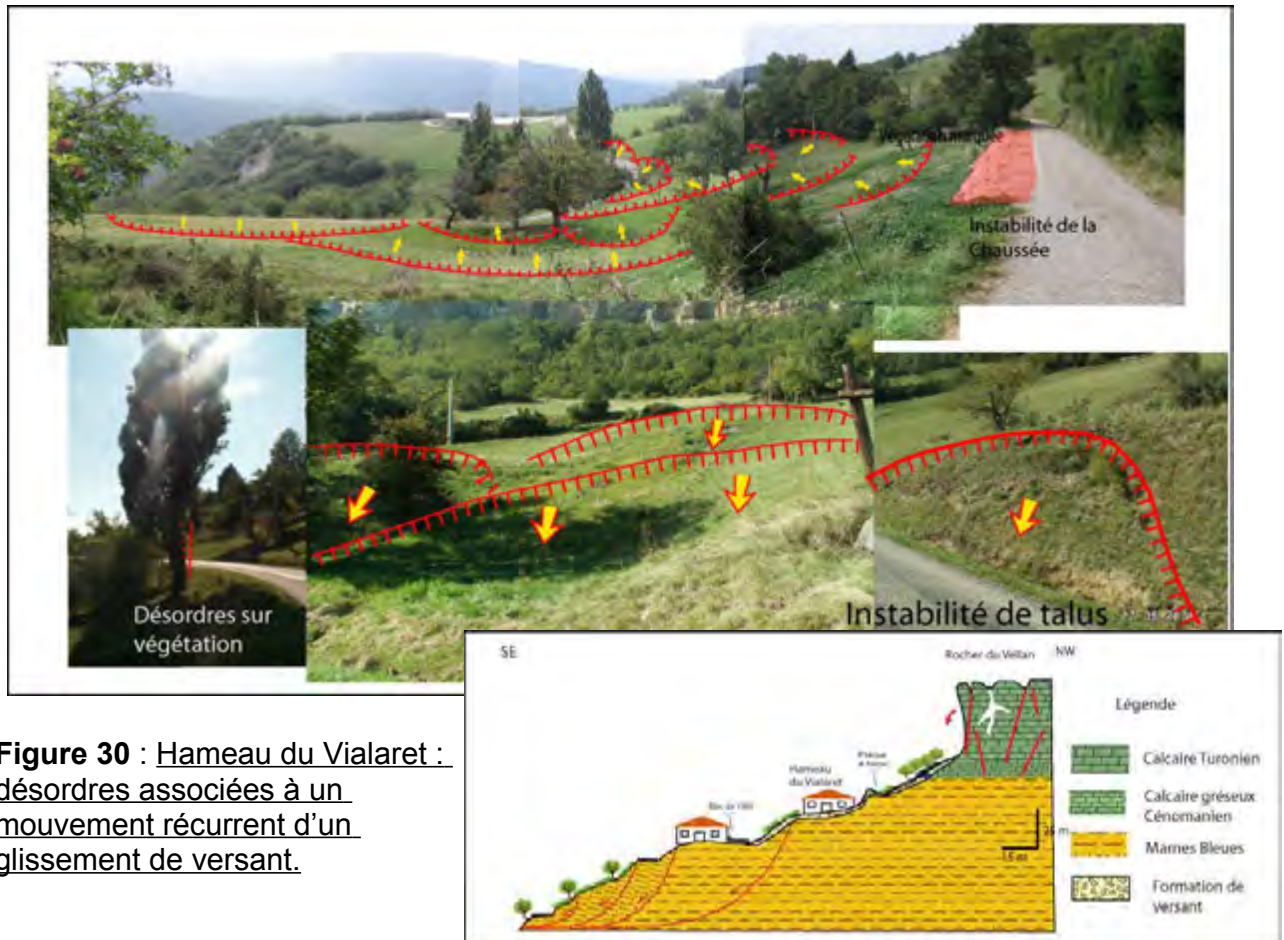 Instabilité de la
Chaussée
Désordres sur
végétation
Instabilité de talus
SE
Rocher du Vellan
NW
Hameau
du Vialaret
Légende
Calcaire Turonien
Calcaire gréseux
Cénomanien
Marnes Bleues
Formation de
versant
15 m
Figure 30 : Hameau du Vialaret :
désordres associées à un
mouvement récurrent d'un
glissement de versant.